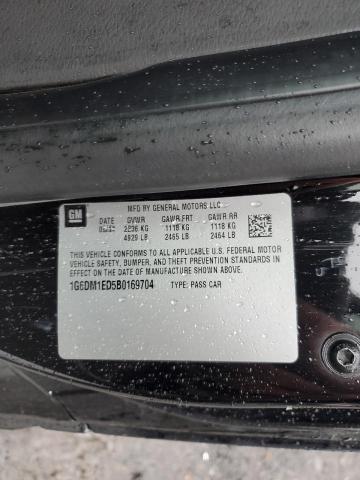 MFD BY GENERAL MOTORS LLC
GM
DATE GVWR GAWR FRT GAWR RR
2236 KG 1118 KG 1118 KG
4929 LB 2465 LB 2464 LB
THIS VEHICLE CONFORMS TO ALL APPLICABLE U.S. FEDERAL MOTOR
VEHICLE SAFETY, BUMPER, AND THEFT PREVENTION STANDARDS IN
EFFECT ON THE DATE OF MANUFACTURE SHOWN ABOVE.
1G6DM1ED5B0169704 TYPE: PASS CAR